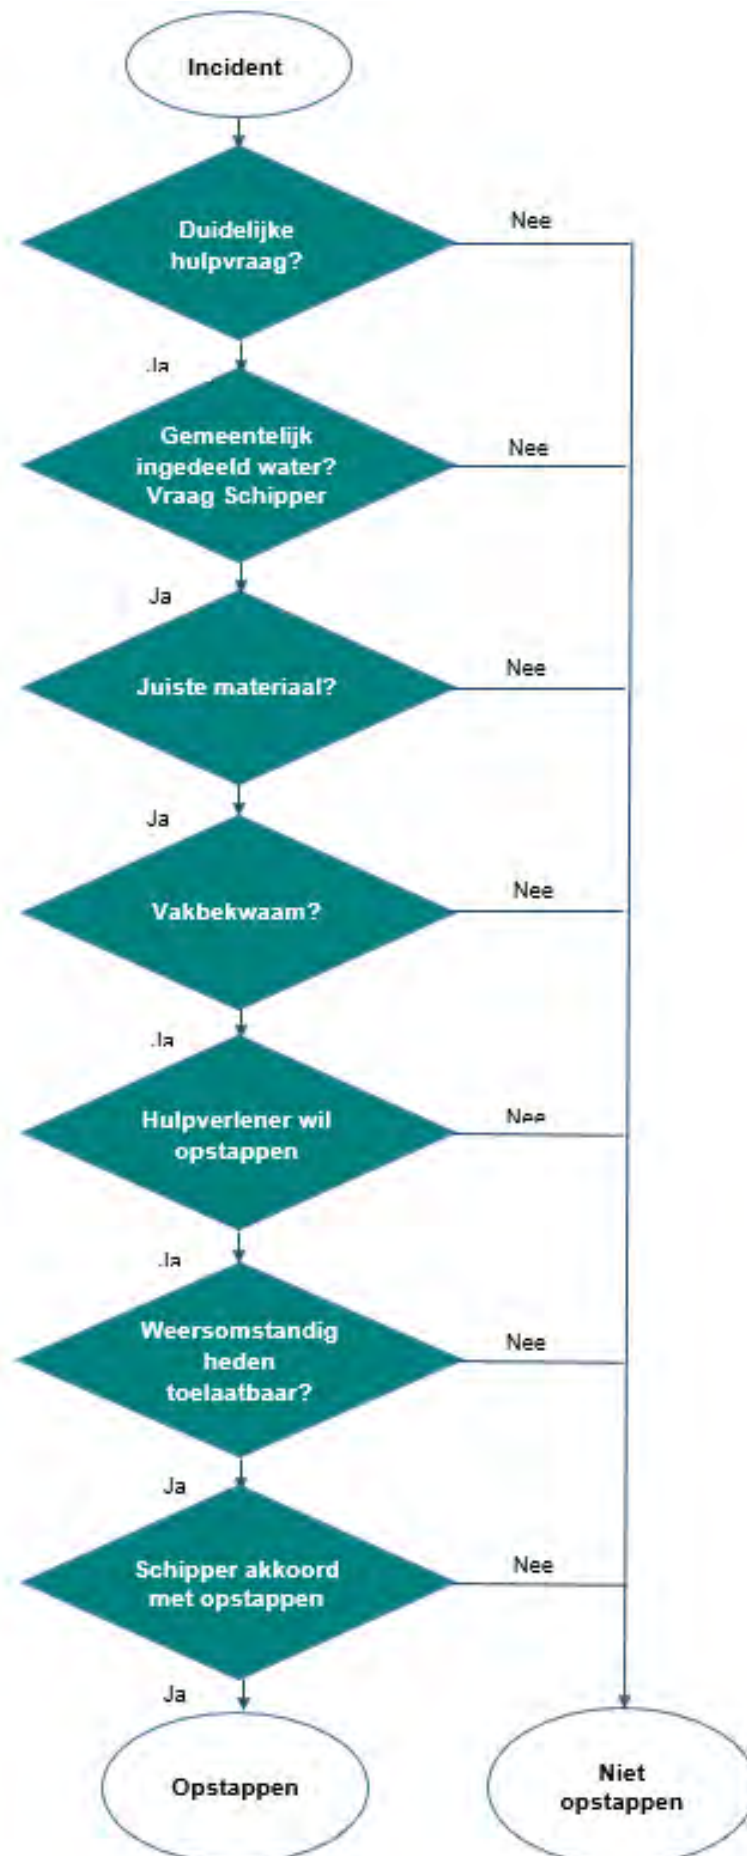 Incident
Duidelijke
hulpvraag?
Nee
Ja
Gemeentelijk
ingedeeld water?
Vraag Schipper
Nee
Ja
Juiste materiaal?
Nee
Ja
Vakbekwaam?
Nee
Ja
Hulpverlener wil
opstappen
Nee
Ja
Weersomstandig
heden
toelaatbaar?
Nee
Ja
Schipper akkoord
met opstappen
Nee
Ja
Opstappen
Niet
opstappen